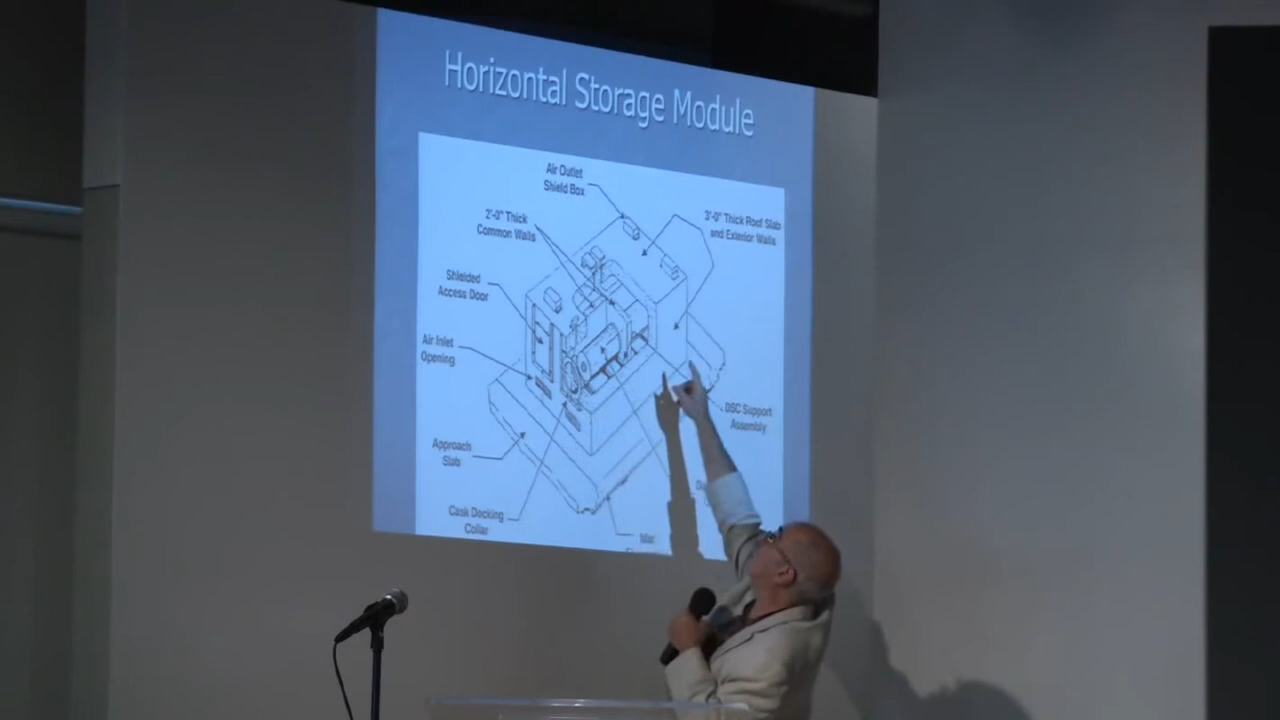 Horizontal Storage Module
Air Outlet
Shield Box
2'-0" Thick
Common Walls
3'-0" Thick Roof Slab
and Exterior Walls
Shielded
Access Door
Air Inlet
Opening
DSC Support
Assembly
Approach
Slab
Cask Docking
Collar